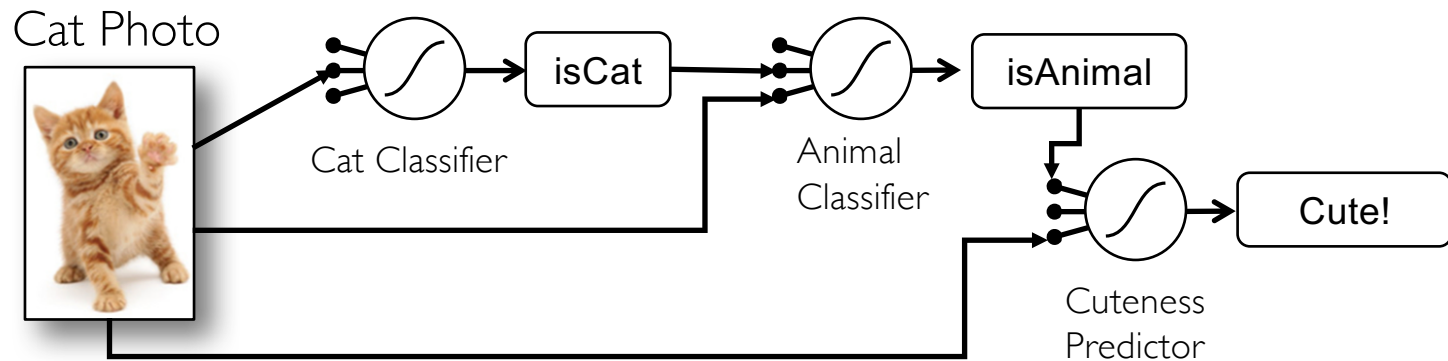 Cat Photo
isCat
isAnimal
Cat Classifier
Animal
Classifier
Cute!
Cuteness
Predictor